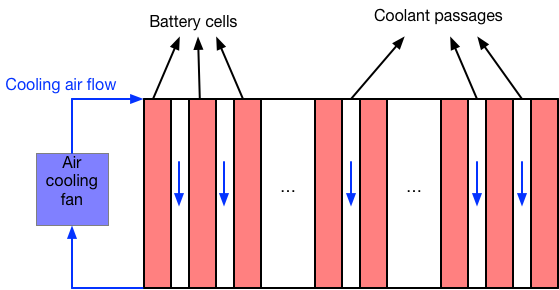 Battery cells
Coolant passages
Cooling air flow
Air
cooling
fan
...
...